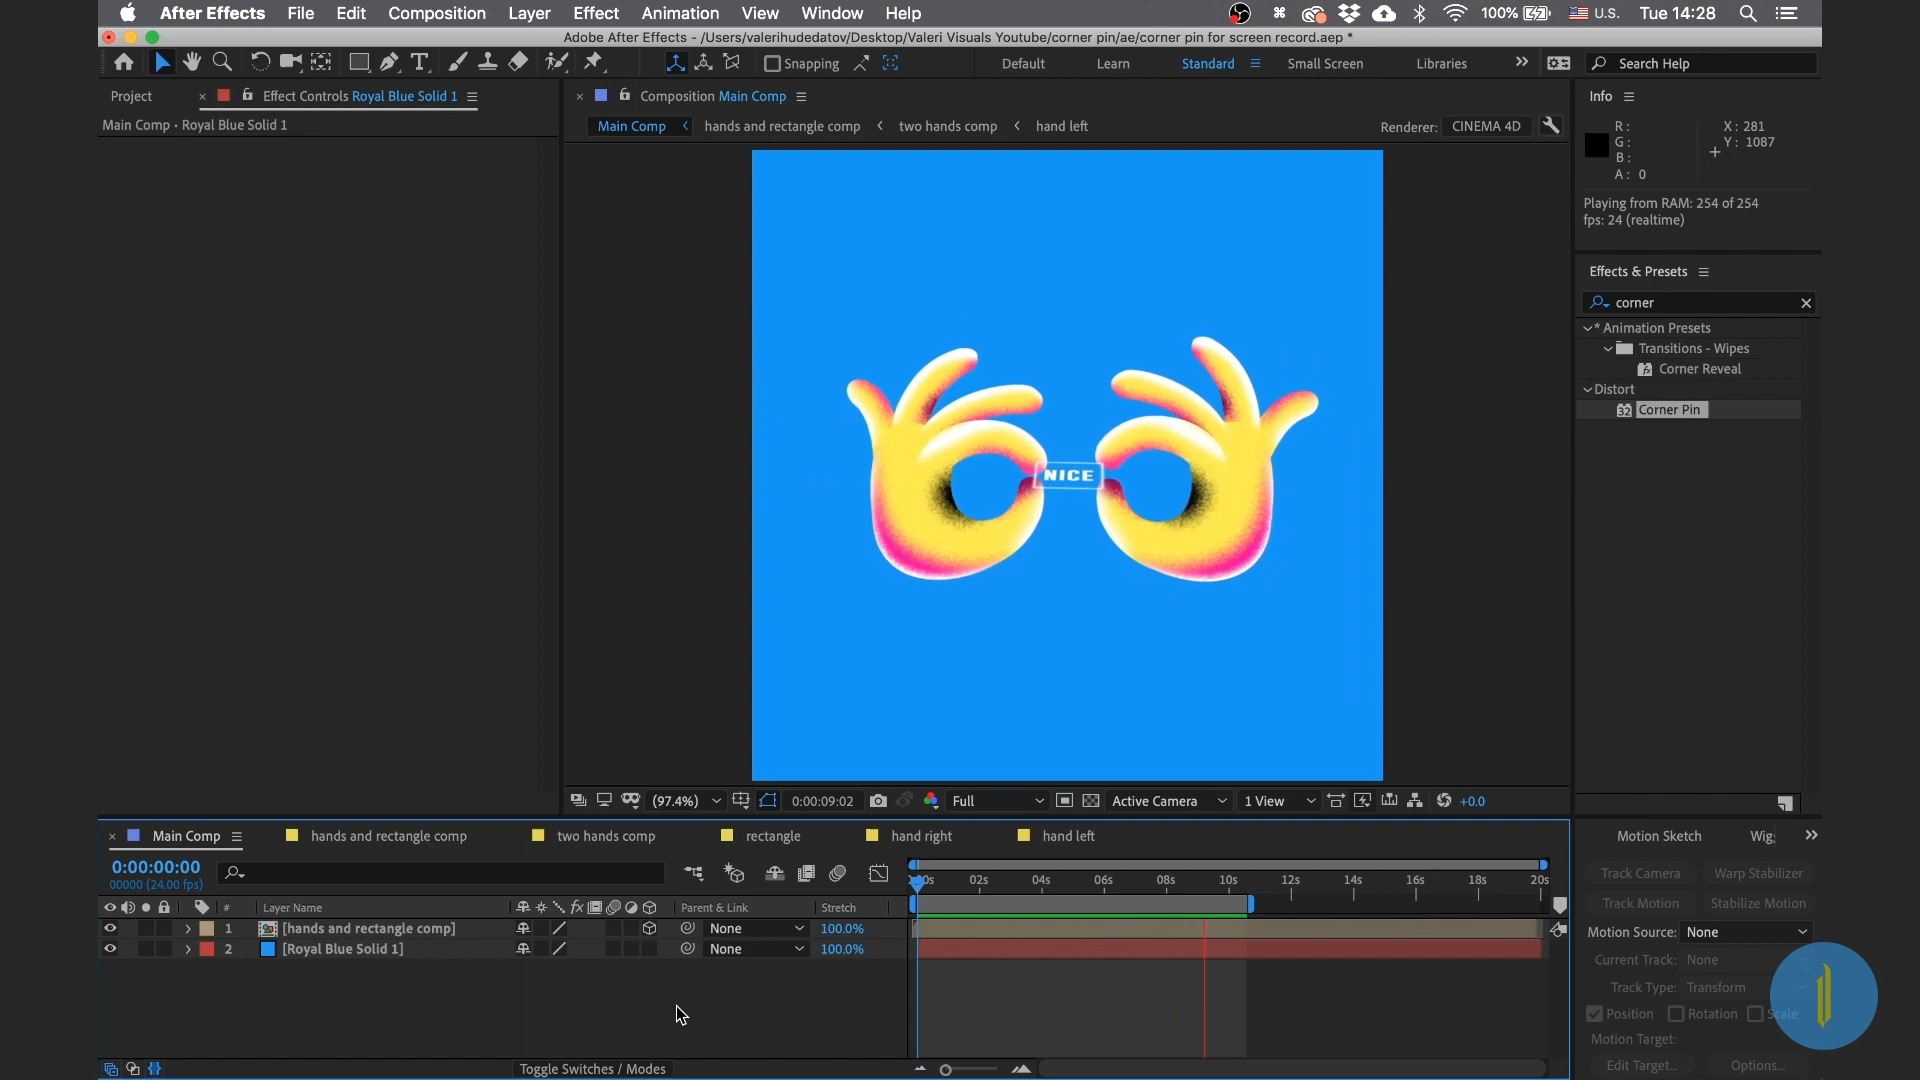 After Effects File Edit Composition Layer Effect Animation View Window Help 100% U.S. Tue 14:28
Adobe After Effects - /Users/valerihudedatov/Desktop/Valeri Visuals Youtube/corner pin/ae/corner pin for screen record.aep *
Snapping Default Learn Standard Small Screen Libraries Search Help
Project Effect Controls Royal Blue Solid 1 Composition Main Comp Info
Main Comp • Royal Blue Solid 1
Main Comp hands and rectangle comp two hands comp hand left Renderer: CINEMA 4D
R: X: 281
G: Y: 1087
B:
A: 0
Playing from RAM: 254 of 254
fps: 24 (realtime)
Effects & Presets
corner
* Animation Presets
Transitions - Wipes
Corner Reveal
Distort
32 Corner Pin
NICE
(97.4%) 0:00:09:02 Full Active Camera 1 View +0.0
Main Comp hands and rectangle comp two hands comp rectangle hand right hand left
0:00:00:00
00000 (24.00 fps)
02s 04s 06s 08s 10s 12s 14s 16s 18s 20s
# Layer Name Parent & Link Stretch
1 [hands and rectangle comp] None 100.0%
2 [Royal Blue Solid 1] None 100.0%
Toggle Switches / Modes
Motion Sketch Wig
Track Camera Warp Stabilizer
Track Motion Stabilize Motion
Motion Source: None
Current Track: None
Track Type: Transform
Position Rotation Scale
Motion Target:
Edit Target... Options...